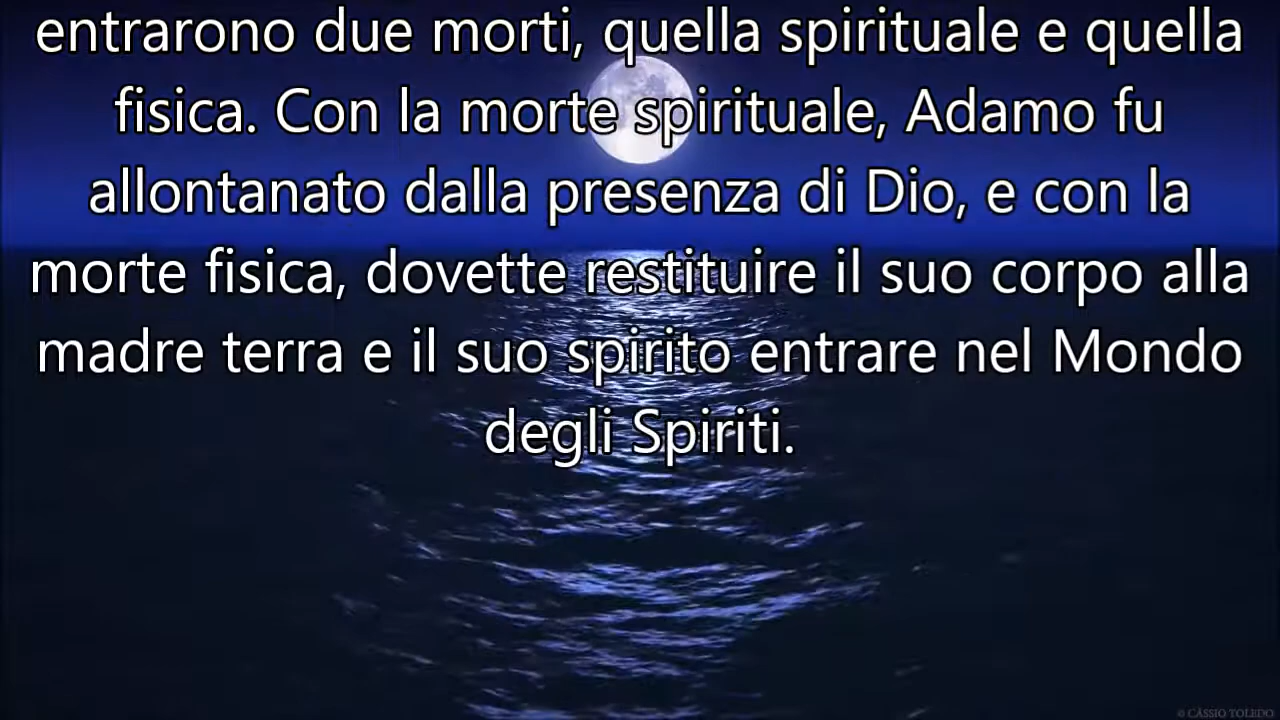 entrarono due morti, quella spirituale e quella
fisica. Con la morte spirituale, Adamo fu
allontanato dalla presenza di Dio, e con la
morte fisica, dovette restituire il suo corpo alla
madre terra e il suo spirito entrare nel Mondo
degli Spiriti.
© CÁSSIO TOLEDO